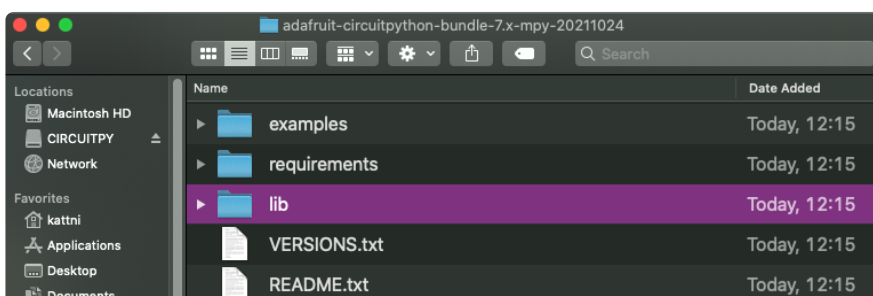 adafruit-circuitpython-bundle-7.x-mpy-20211024
Search
Locations
Macintosh HD
CIRCUITPY
Network
Favorites
kattni
Applications
Desktop
Documents
Name Date Added
examples Today, 12:15
requirements Today, 12:15
lib Today, 12:15
VERSIONS.txt Today, 12:15
README.txt Today, 12:15